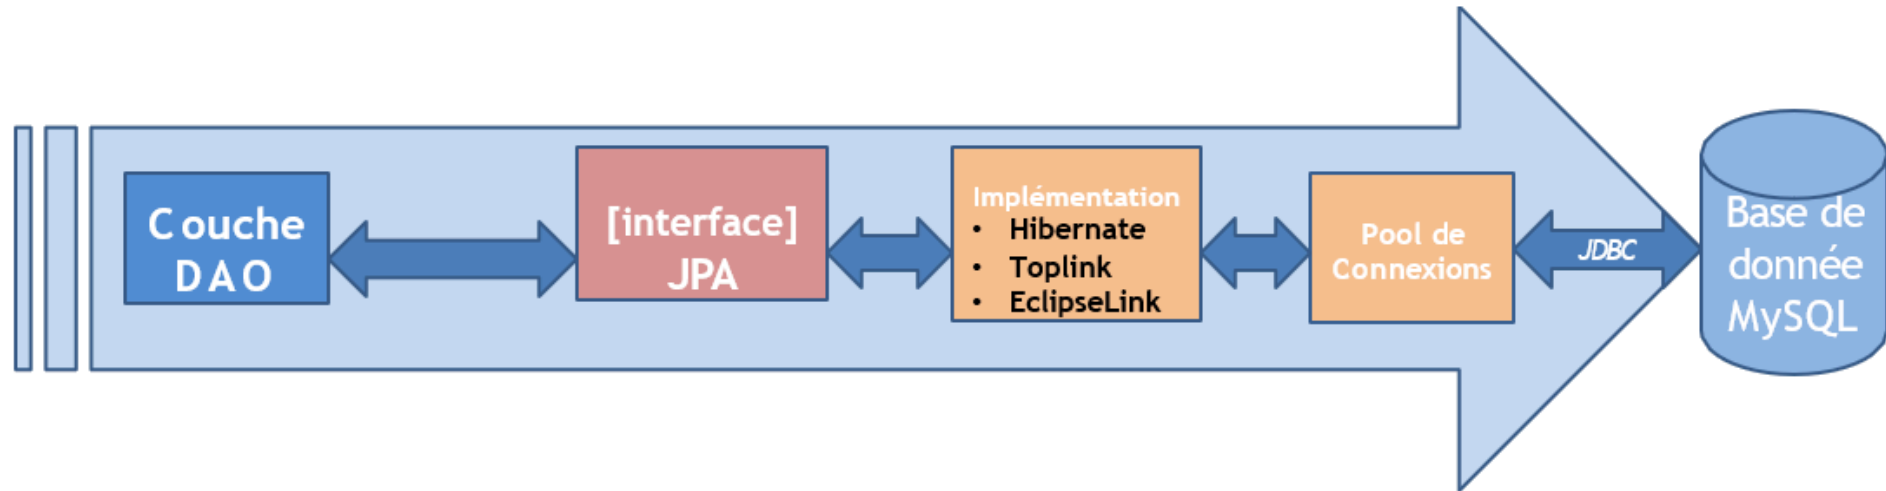 Couche
DAO
[interface]
JPA
Implémentation
• Hibernate
• Toplink
• EclipseLink
Pool de
Connexions
JDBC
Base de
donnée
MySQL